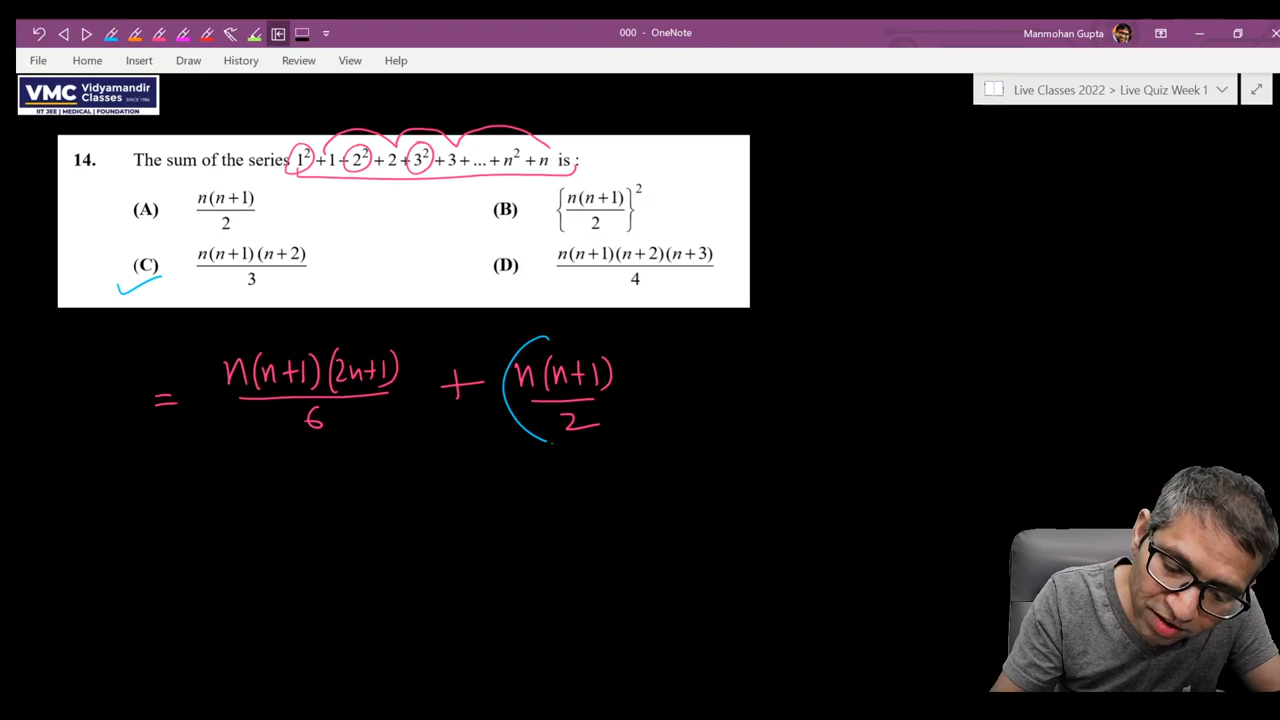 000 - OneNote
Manmohan Gupta
File Home Insert Draw History Review View Help
VMC Vidyamandir Classes SINCE 1986
IIT JEE | MEDICAL | FOUNDATION
Live Classes 2022 > Live Quiz Week 1
14. The sum of the series 1² + 1 + 2² + 2 + 3² + 3 + ... + n² + n is :
(A) n(n+1)/2 (B) {n(n+1)/2}²
(C) n(n+1)(n+2)/3 (D) n(n+1)(n+2)(n+3)/4
= n(n+1)(2n+1)/6 + (n(n+1)/2